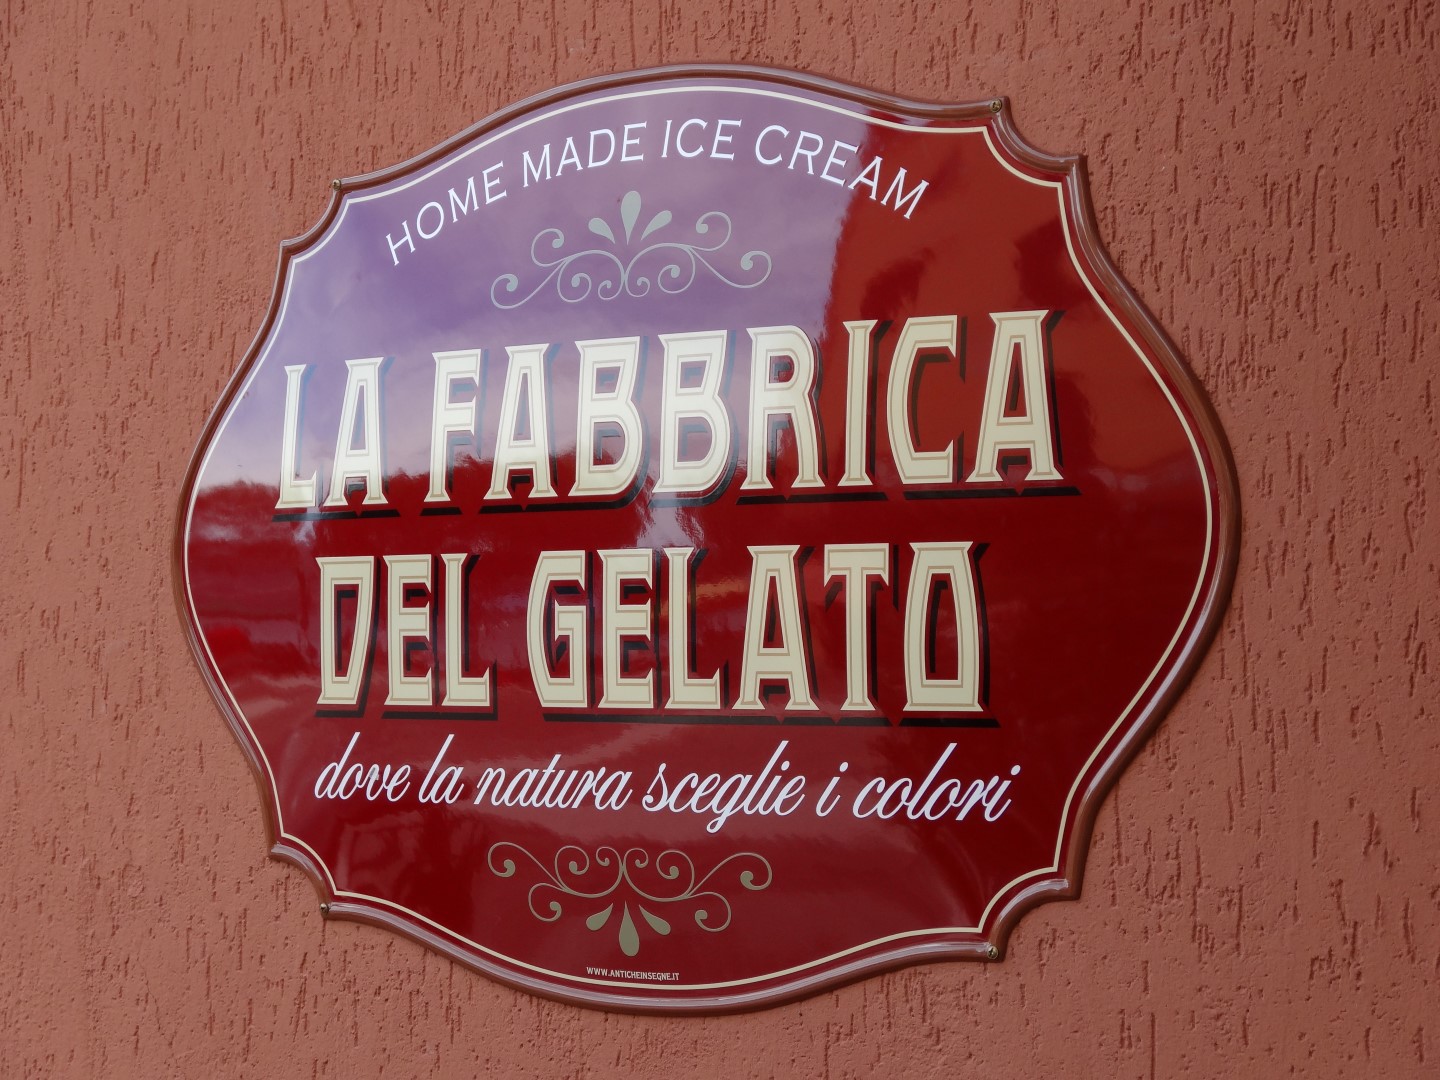 HOME MADE ICE CREAM
LA FABBRICA
DEL GELATO
dove la natura sceglie i colori
WWW.ANTICHEINSEGNE.IT